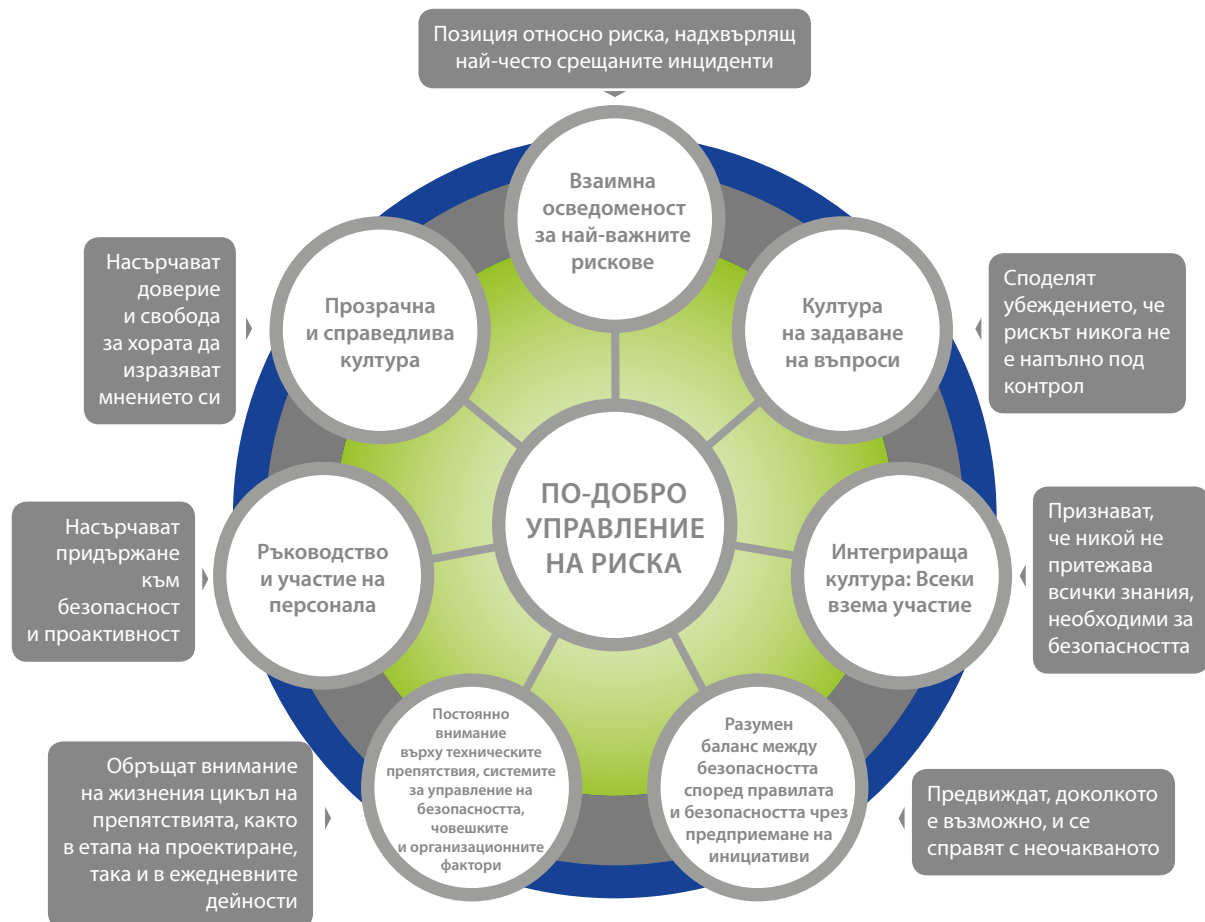 Позиция относно риска, надхвърлящ
най-често срещаните инциденти
Взаимна
осведоменост
за най-важните
рискове
Насърчават
доверие
и свобода
за хората да
изразяват
мнението си
Прозрачна
и справедлива
култура
Култура
на задаване
на въпроси
Споделят
убеждението, че
рискът никога не
е напълно под
контрол
ПО-ДОБРО
УПРАВЛЕНИЕ
НА РИСКА
Насърчават
придържане
към
безопасност
и проактивност
Ръководство
и участие на
персонала
Интегрираща
култура: Всеки
взема участие
Признават,
че никой не
притежава
всички знания,
необходими за
безопасността
Обръщат внимание
на жизнения цикъл на
препятствията, както
в етапа на проектиране,
така и в ежедневните
дейности
Постоянно
внимание
върху техническите
препятствия, системите
за управление на
безопасността,
човешките
и организационните
фактори
Разумен
баланс между
безопасността
според правилата
и безопасността чрез
предприемане на
инициативи
Предвиждат, доколкото
е възможно, и се
справят с неочакваното